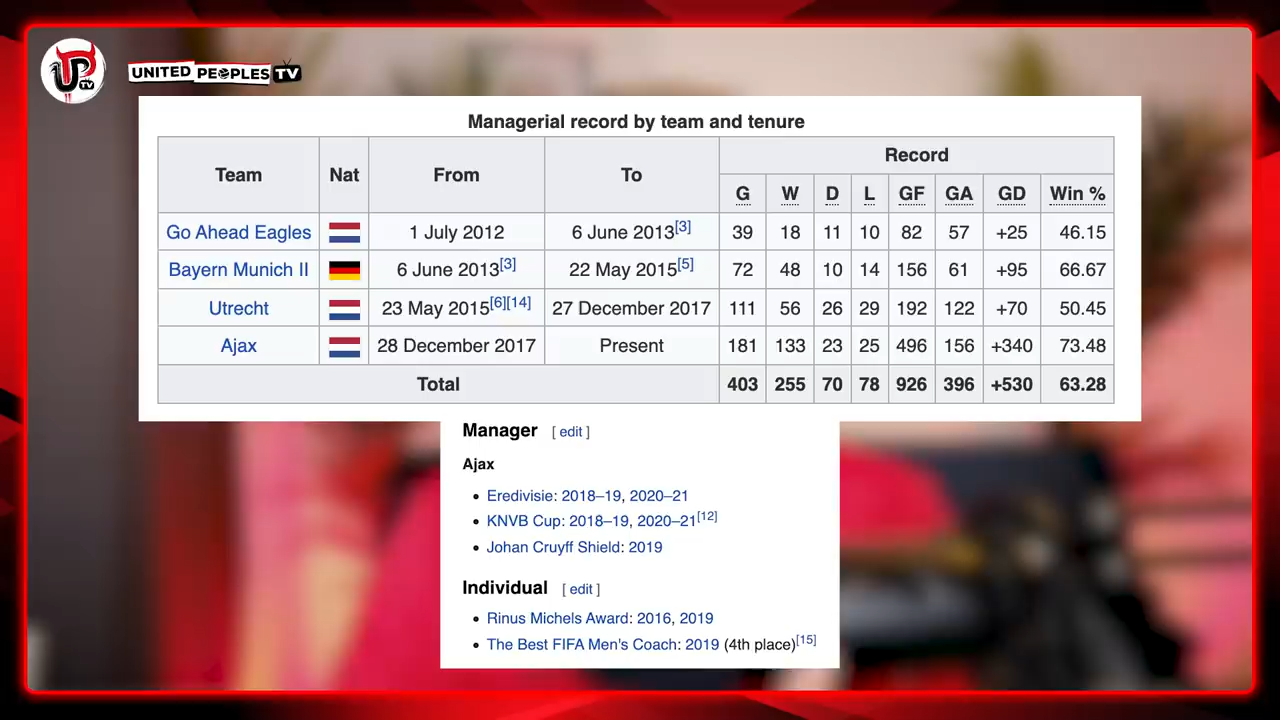 UP
TV
UNITED PEOPLES TV
Managerial record by team and tenure
Team Nat From To Record
G W D L GF GA GD Win %
Go Ahead Eagles 1 July 2012 6 June 2013[3] 39 18 11 10 82 57 +25 46.15
Bayern Munich II 6 June 2013[3] 22 May 2015[5] 72 48 10 14 156 61 +95 66.67
Utrecht 23 May 2015[6][14] 27 December 2017 111 56 26 29 192 122 +70 50.45
Ajax 28 December 2017 Present 181 133 23 25 496 156 +340 73.48
Total 403 255 70 78 926 396 +530 63.28
Manager [ edit ]
Ajax
• Eredivisie: 2018–19, 2020–21
• KNVB Cup: 2018–19, 2020–21[12]
• Johan Cruyff Shield: 2019
Individual [ edit ]
• Rinus Michels Award: 2016, 2019
• The Best FIFA Men's Coach: 2019 (4th place)[15]